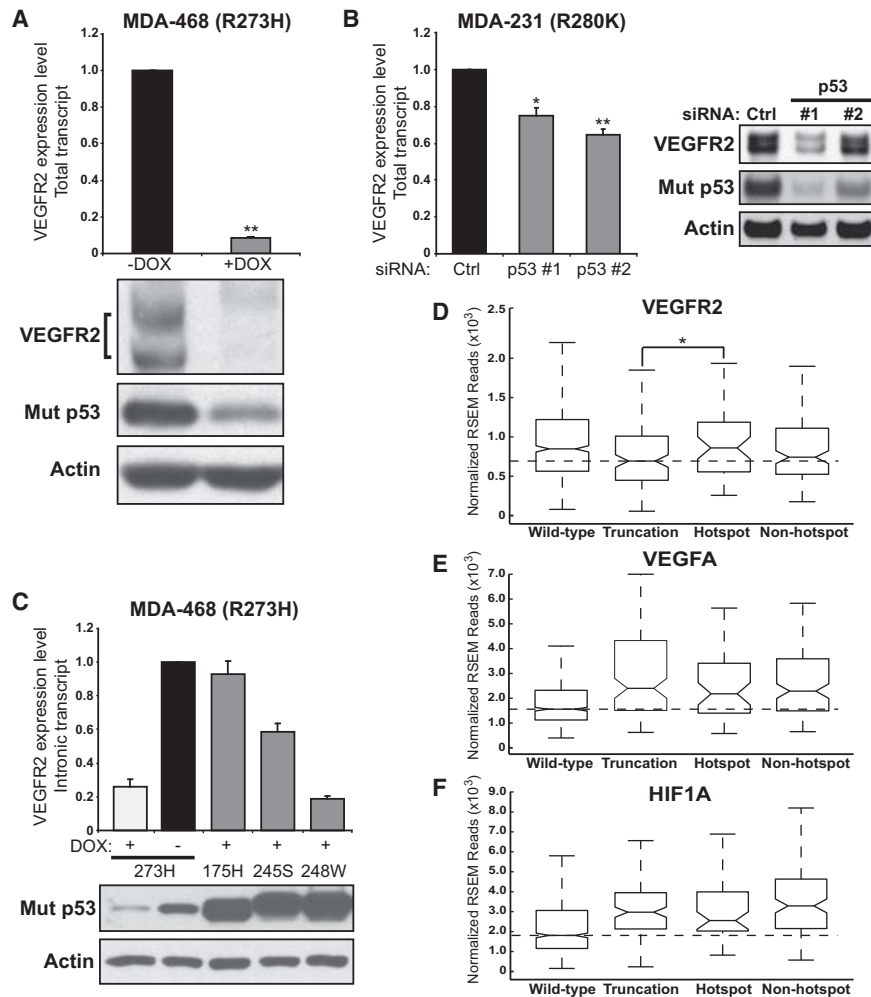 A
MDA-468 (R273H)
VEGFR2 expression level
Total transcript
1.2
1.0
0.8
0.6
0.4
0.2
0
**
-DOX +DOX
VEGFR2
Mut p53
Actin
B
MDA-231 (R280K)
VEGFR2 expression level
Total transcript
1.2
1.0
0.8
0.6
0.4
0.2
0
*
**
siRNA: Ctrl p53 #1 p53 #2
p53
siRNA: Ctrl #1 #2
VEGFR2
Mut p53
Actin
C
MDA-468 (R273H)
VEGFR2 expression level
Intronic transcript
1.2
1.0
0.8
0.6
0.4
0.2
0
DOX: + - + + +
273H 175H 245S 248W
Mut p53
Actin
D
VEGFR2
Normalized RSEM Reads (x10³)
2.5
2.0
1.5
1.0
0.5
0
*
Wild-type Truncation Hotspot Non-hotspot
E
VEGFA
Normalized RSEM Reads (x10³)
7.0
6.0
5.0
4.0
3.0
2.0
1.0
0
Wild-type Truncation Hotspot Non-hotspot
F
HIF1A
Normalized RSEM Reads (x10³)
9.0
8.0
7.0
6.0
5.0
4.0
3.0
2.0
1.0
0
Wild-type Truncation Hotspot Non-hotspot